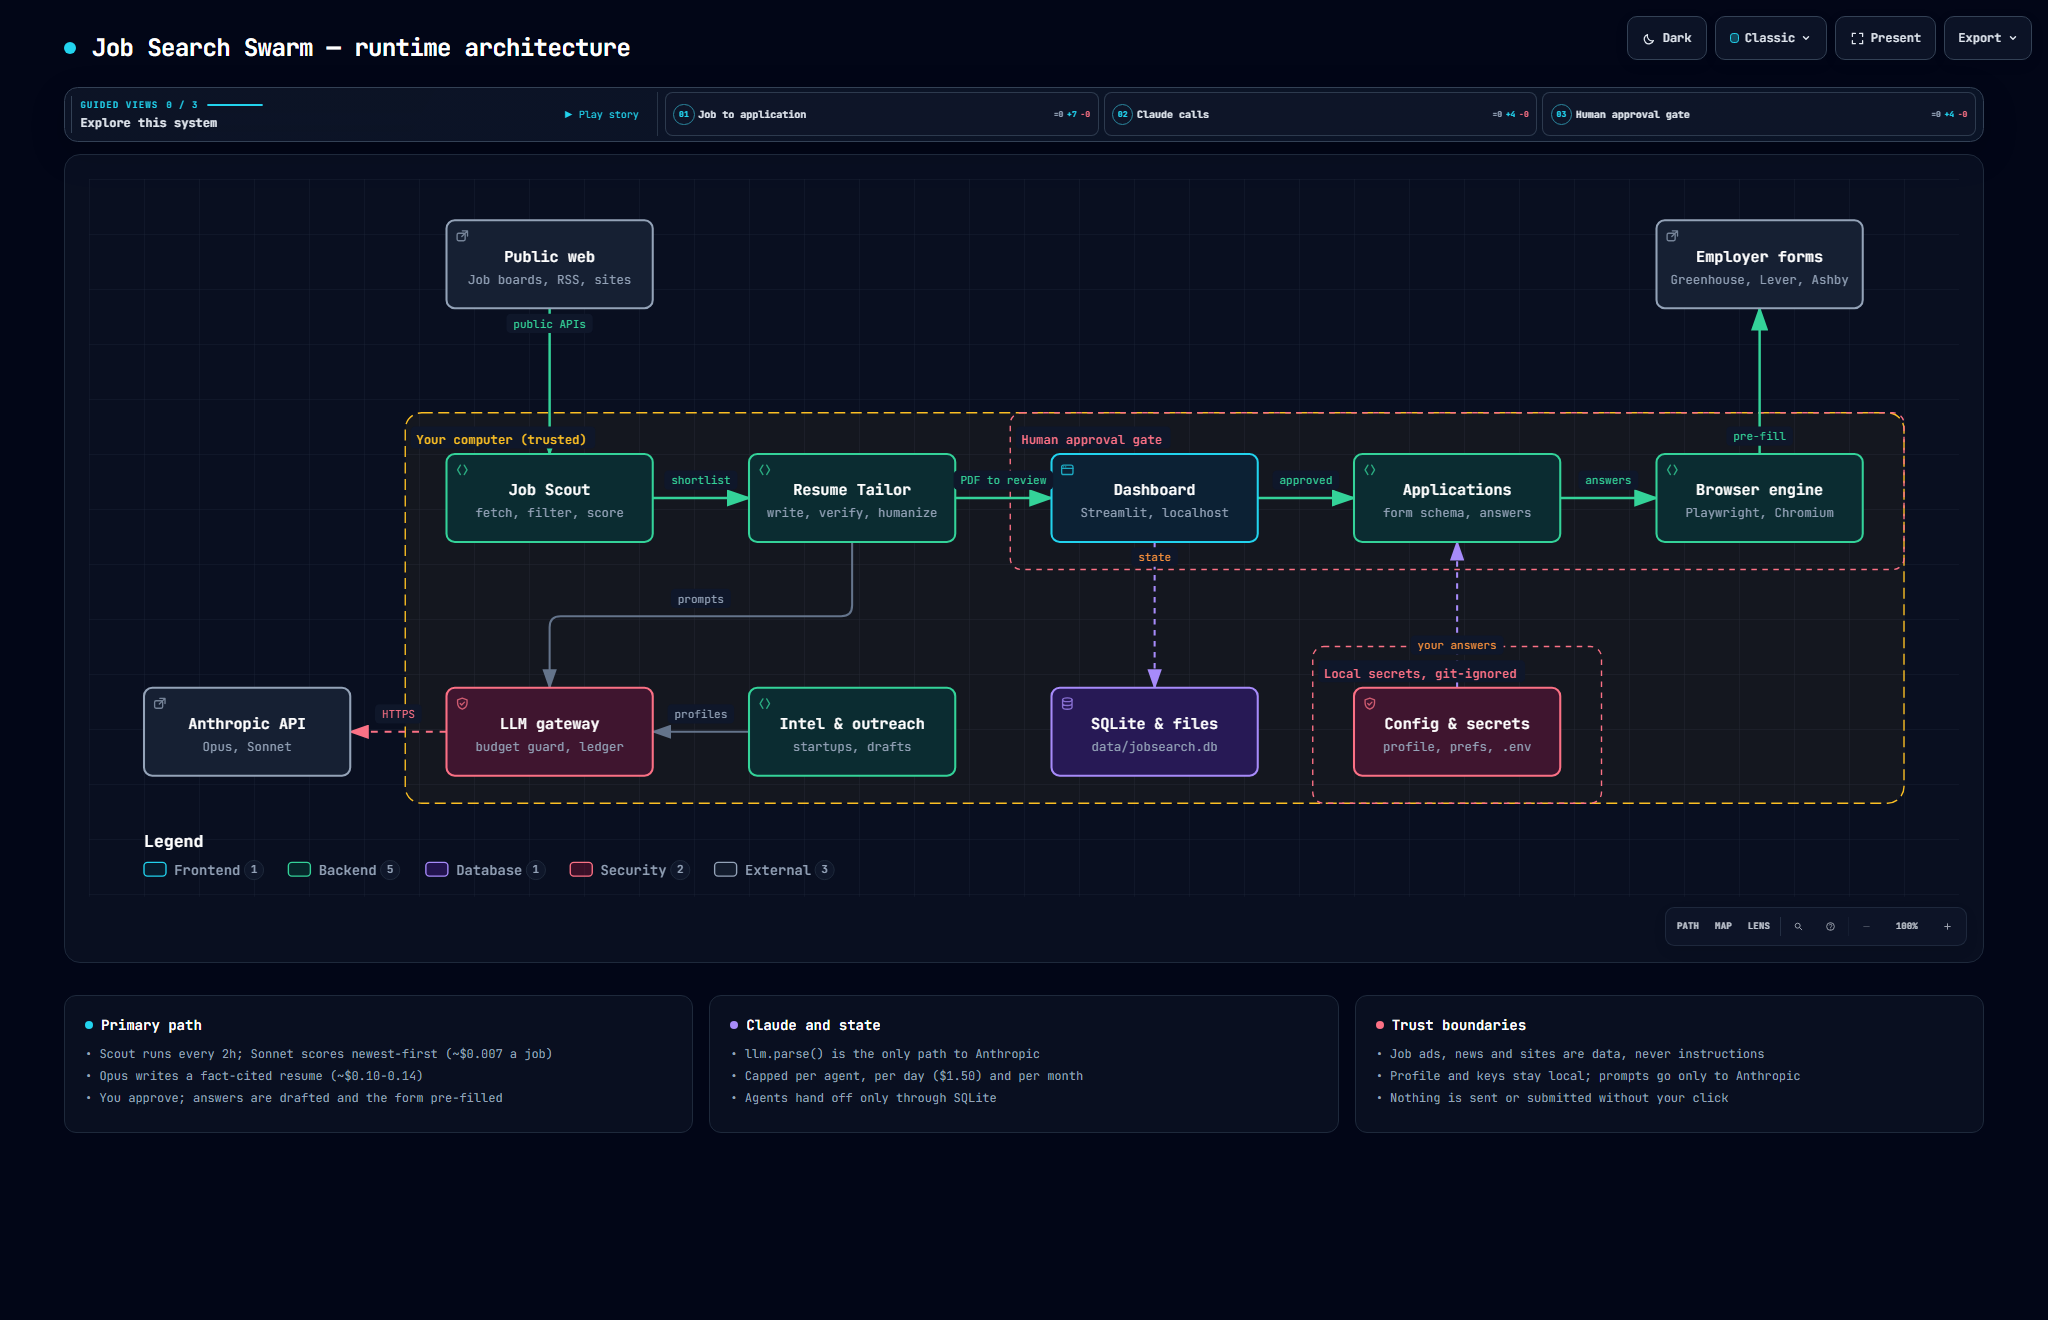 Job Search Swarm — runtime architecture
Dark
Classic
Present
Export
GUIDED VIEWS 0 / 3
Explore this system
▶ Play story
01 Job to application =0 +7 -0
02 Claude calls =0 +4 -0
03 Human approval gate =0 +4 -0
Public web
Job boards, RSS, sites
Employer forms
Greenhouse, Lever, Ashby
public APIs
pre-fill
Your computer (trusted)
Human approval gate
Job Scout
fetch, filter, score
shortlist
Resume Tailor
write, verify, humanize
PDF to review
Dashboard
Streamlit, localhost
approved
Applications
form schema, answers
answers
Browser engine
Playwright, Chromium
state
prompts
your answers
Local secrets, git-ignored
Anthropic API
Opus, Sonnet
HTTPS
LLM gateway
budget guard, ledger
profiles
Intel & outreach
startups, drafts
SQLite & files
data/jobsearch.db
Config & secrets
profile, prefs, .env
Legend
Frontend 1
Backend 5
Database 1
Security 2
External 3
PATH MAP LENS − 100% +
Primary path
• Scout runs every 2h; Sonnet scores newest-first (~$0.007 a job)
• Opus writes a fact-cited resume (~$0.10-0.14)
• You approve; answers are drafted and the form pre-filled
Claude and state
• llm.parse() is the only path to Anthropic
• Capped per agent, per day ($1.50) and per month
• Agents hand off only through SQLite
Trust boundaries
• Job ads, news and sites are data, never instructions
• Profile and keys stay local; prompts go only to Anthropic
• Nothing is sent or submitted without your click